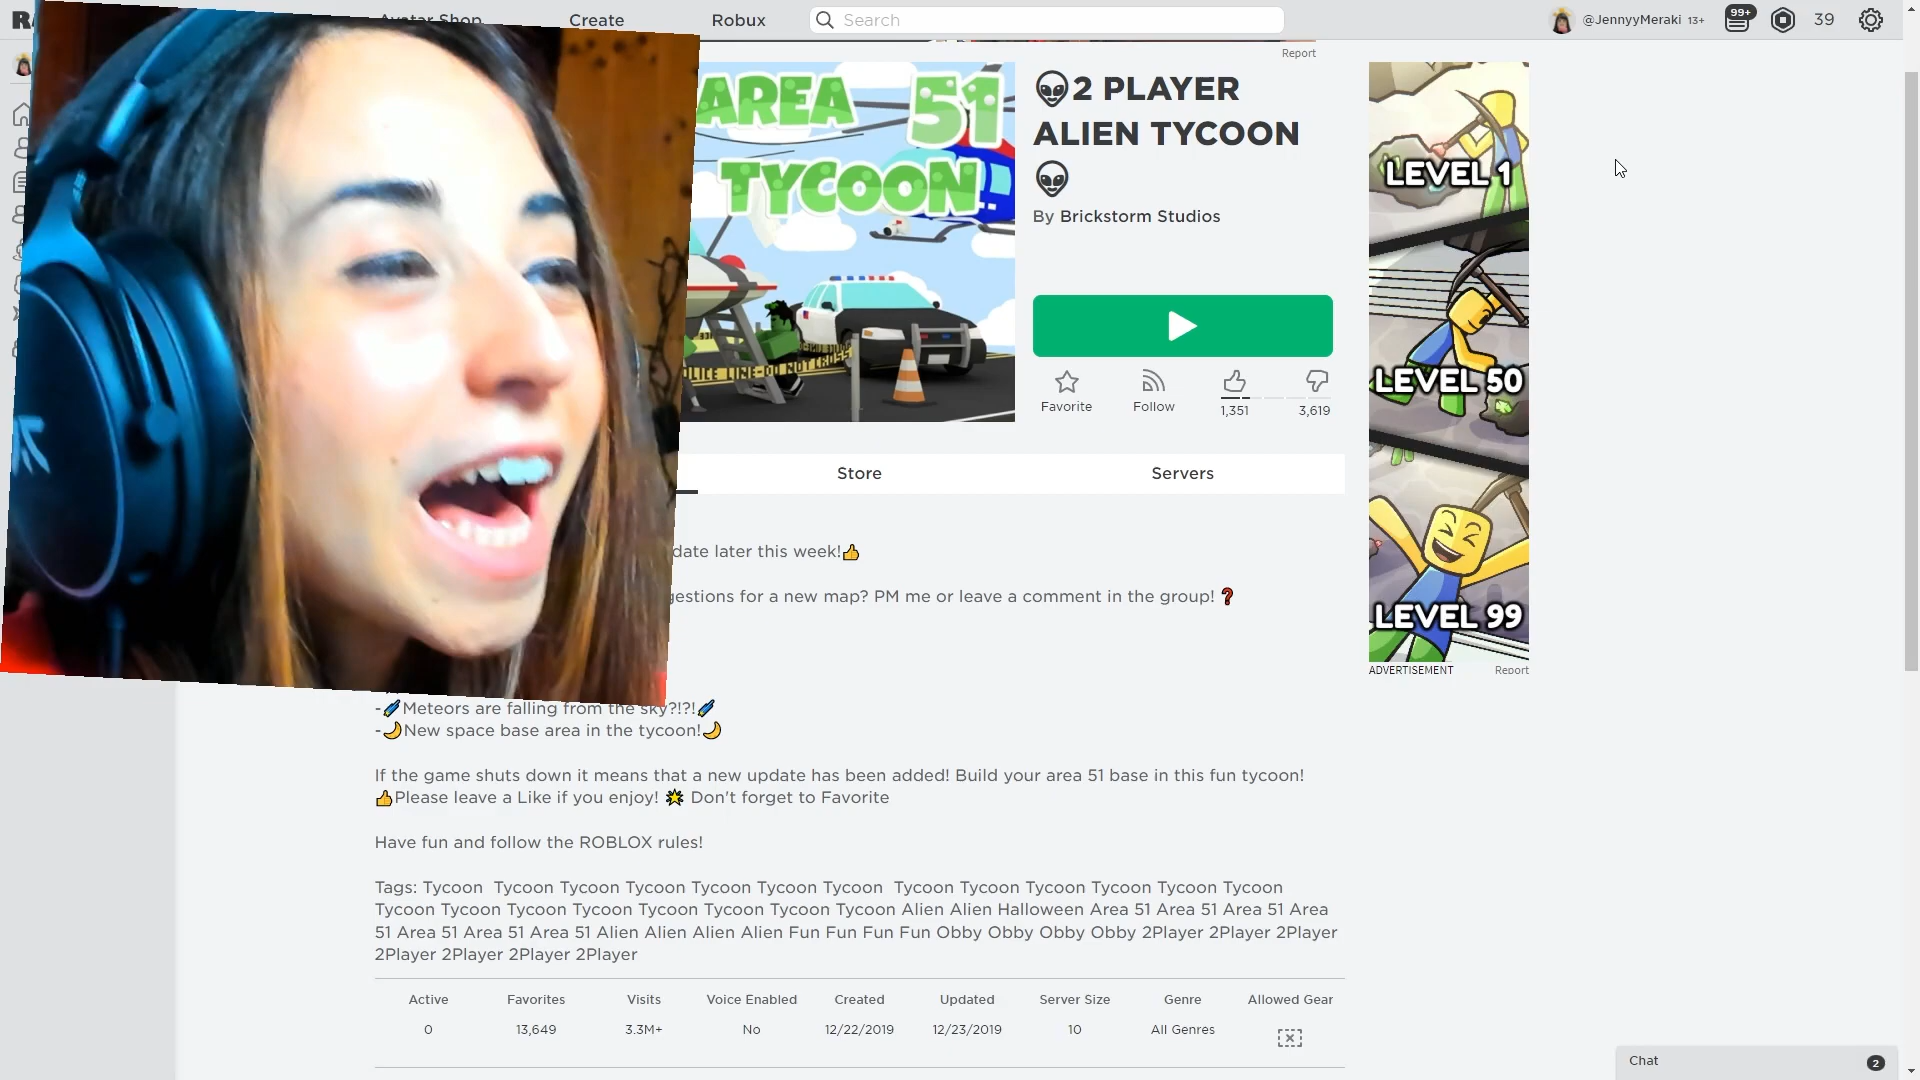 Avatar Shop
Create
Robux
Search
@JennyyMeraki 13+
99+
39
Report
AREA 51
TYCOON
POLICE LINE-DO NOT CROSS
👽2 PLAYER
ALIEN TYCOON
👽
By Brickstorm Studios
Favorite
Follow
1,351
3,619
LEVEL 1
LEVEL 50
LEVEL 99
ADVERTISEMENT
Report
Store
Servers
later this week!👍
for a new map? PM me or leave a comment in the group!❓
-☄Meteors are falling from the sky?!?!☄
-🌙New space base area in the tycoon!🌙
If the game shuts down it means that a new update has been added! Build your area 51 base in this fun tycoon!
👍Please leave a Like if you enjoy! 🌟 Don't forget to Favorite
Have fun and follow the ROBLOX rules!
Tags: Tycoon Tycoon Tycoon Tycoon Tycoon Tycoon Tycoon Tycoon Tycoon Tycoon Tycoon Tycoon Tycoon
Tycoon Tycoon Tycoon Tycoon Tycoon Tycoon Tycoon Tycoon Alien Alien Halloween Area 51 Area 51 Area 51 Area
51 Area 51 Area 51 Area 51 Alien Alien Alien Alien Fun Fun Fun Fun Obby Obby Obby Obby 2Player 2Player 2Player
2Player 2Player 2Player 2Player
Active
Favorites
Visits
Voice Enabled
Created
Updated
Server Size
Genre
Allowed Gear
0
13,649
3.3M+
No
12/22/2019
12/23/2019
10
All Genres
Chat
2